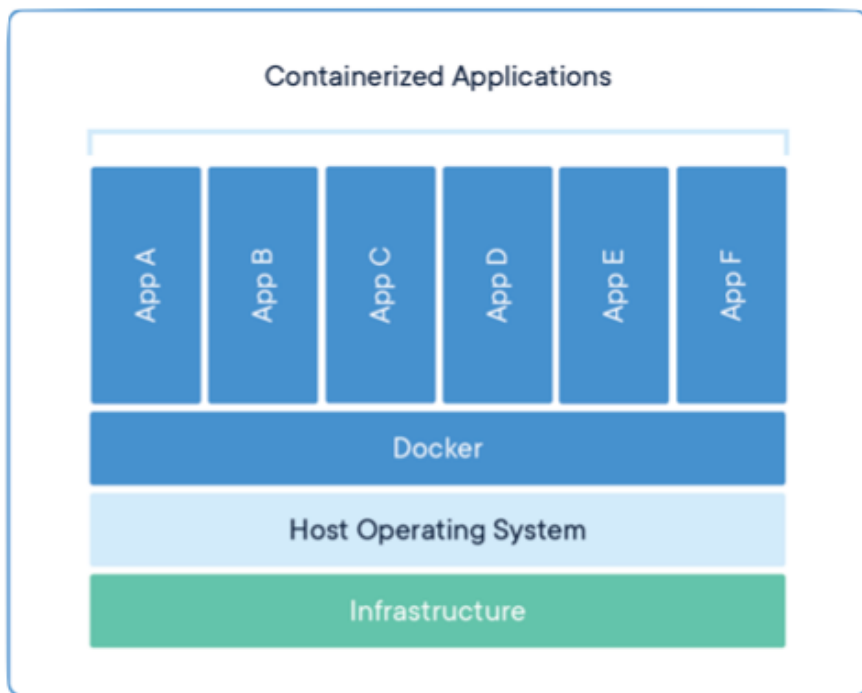 Containerized Applications
App A
App B
App C
App D
App E
App F
Docker
Host Operating System
Infrastructure